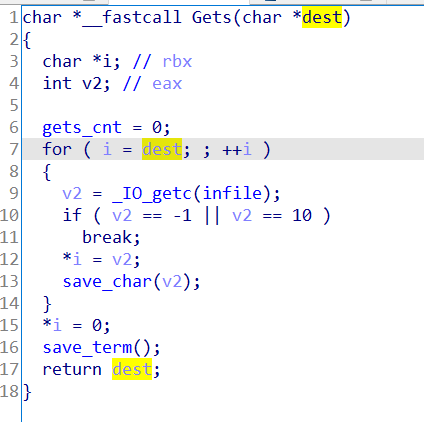 1 char *__fastcall Gets(char *dest)
2 {
3   char *i; // rbx
4   int v2; // eax
5
6   gets_cnt = 0;
7   for ( i = dest; ; ++i )
8   {
9     v2 = _IO_getc(infile);
10     if ( v2 == -1 || v2 == 10 )
11       break;
12     *i = v2;
13     save_char(v2);
14   }
15   *i = 0;
16   save_term();
17   return dest;
18 }